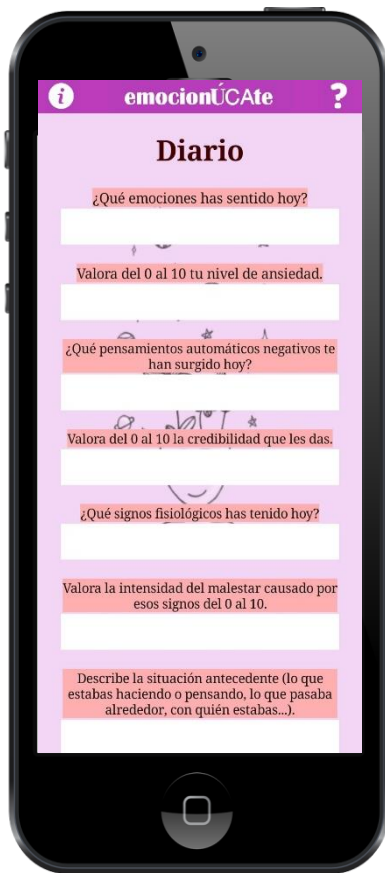 i emocionÚCAte ?
Diario
¿Qué emociones has sentido hoy?
Valora del 0 al 10 tu nivel de ansiedad.
¿Qué pensamientos automáticos negativos te
han surgido hoy?
Valora del 0 al 10 la credibilidad que les das.
¿Qué signos fisiológicos has tenido hoy?
Valora la intensidad del malestar causado por
esos signos del 0 al 10.
Describe la situación antecedente (lo que
estabas haciendo o pensando, lo que pasaba
alrededor, con quién estabas...).